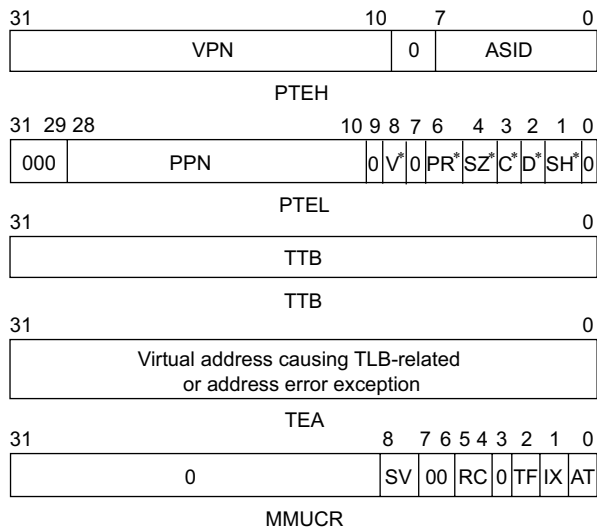 31 10 7 0
VPN 0 ASID
PTEH
31 29 28 10 9 8 7 6 4 3 2 1 0
000 PPN 0 V* 0 PR* SZ* C* D* SH* 0
PTEL
31 0
TTB
TTB
31 0
Virtual address causing TLB-related
or address error exception
TEA
31 8 7 6 5 4 3 2 1 0
0 SV 00 RC 0 TF IX AT
MMUCR